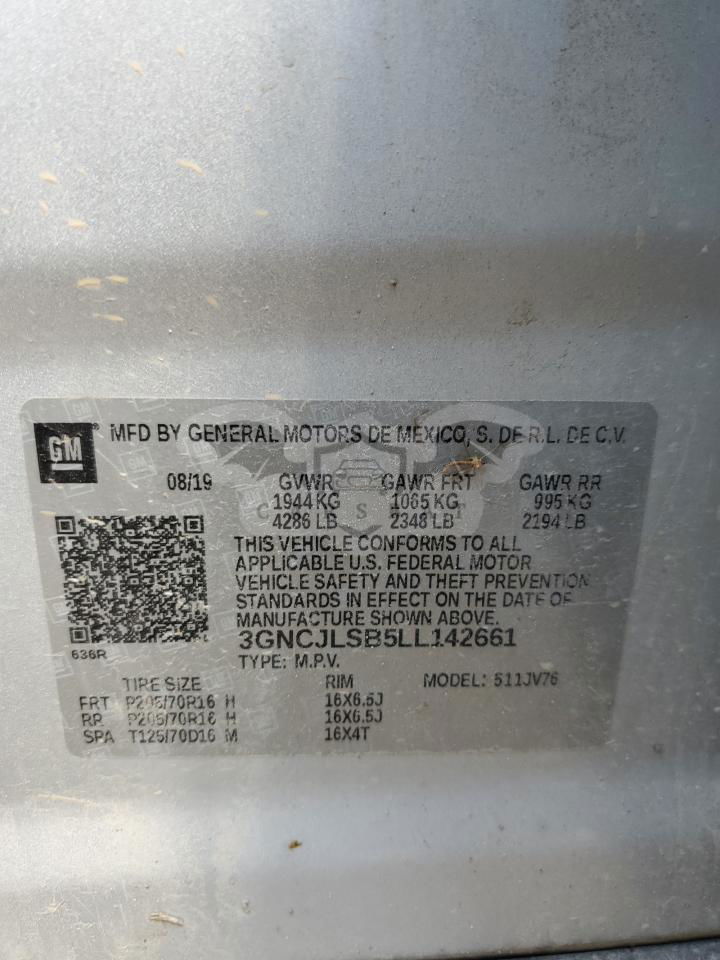 GM
MFD BY GENERAL MOTORS DE MEXICO, S. DE R.L. DE C.V.
08/19 GVWR GAWR FRT GAWR RR
1944 KG 1065 KG 995 KG
4286 LB 2348 LB 2194 LB
THIS VEHICLE CONFORMS TO ALL
APPLICABLE U.S. FEDERAL MOTOR
VEHICLE SAFETY AND THEFT PREVENTION
STANDARDS IN EFFECT ON THE DATE OF
MANUFACTURE SHOWN ABOVE.
3GNCJLSB5LL142661
636R
TYPE: M.P.V.
TIRE SIZE RIM MODEL: 511JV76
FRT P205/70R16 H 16X6.5J
RR P205/70R16 H 16X6.5J
SPA T125/70D16 M 16X4T